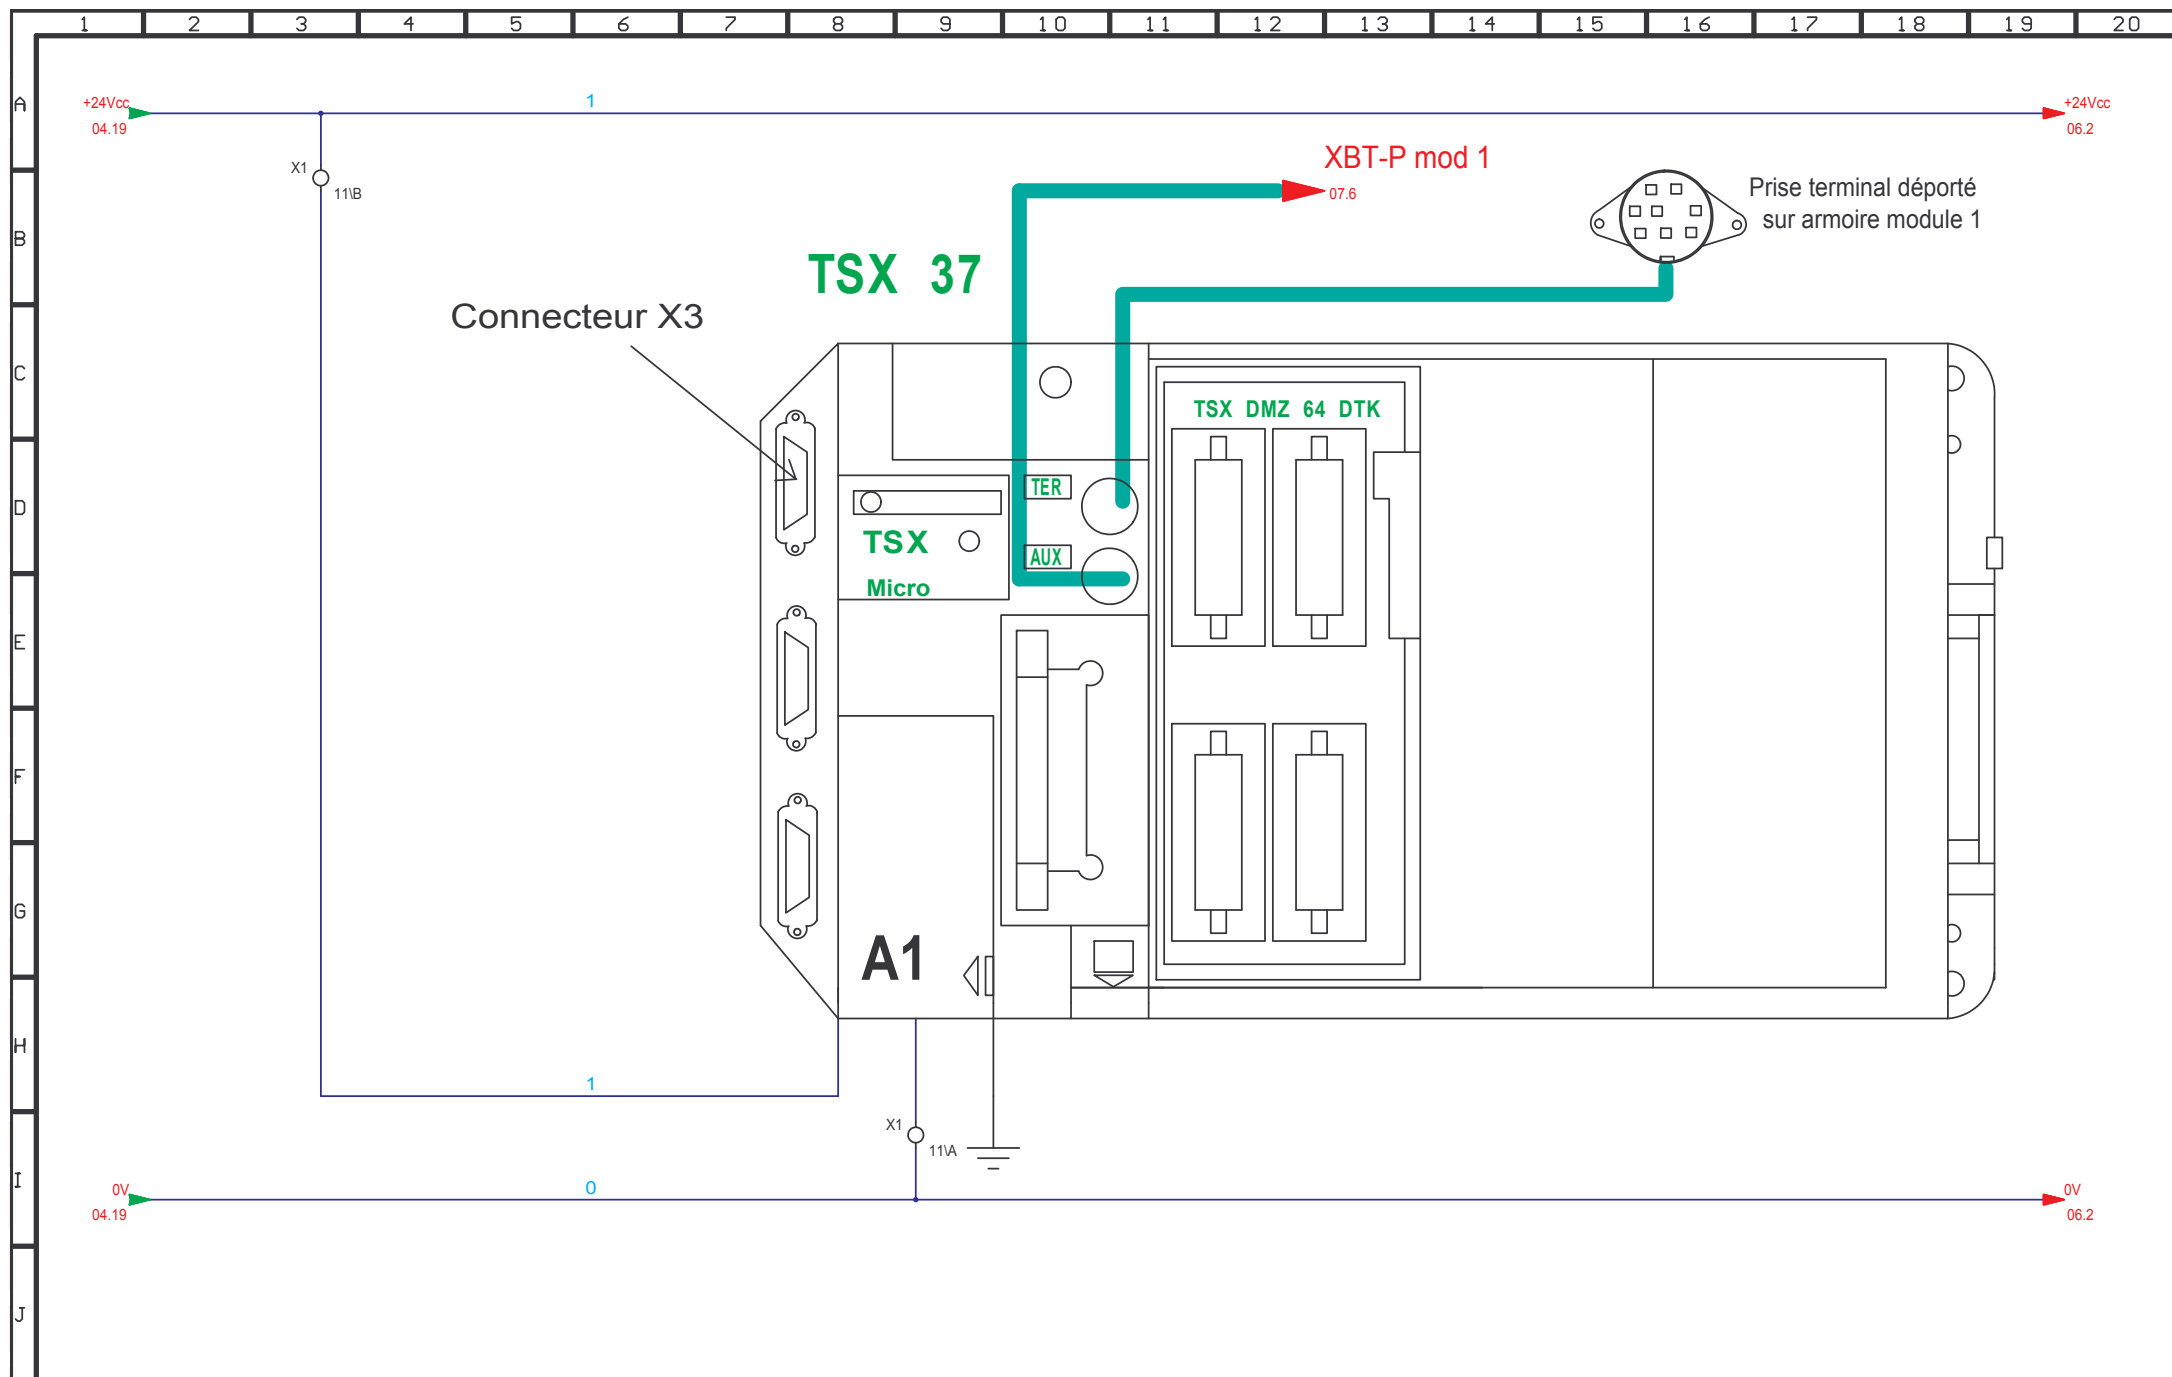 1 2 3 4 5 6 7 8 9 10 11 12 13 14 15 16 17 18 19 20
A
+24Vcc
04.19
1
+24Vcc
06.2
X1
11\B
XBT-P mod 1
07.6
Prise terminal déporté
sur armoire module 1
B
TSX 37
Connecteur X3
C
TSX DMZ 64 DTK
TER
D
TSX
AUX
Micro
E
F
G
A1
H
1
X1
11\A
I
0V
04.19
0
0V
06.2
J